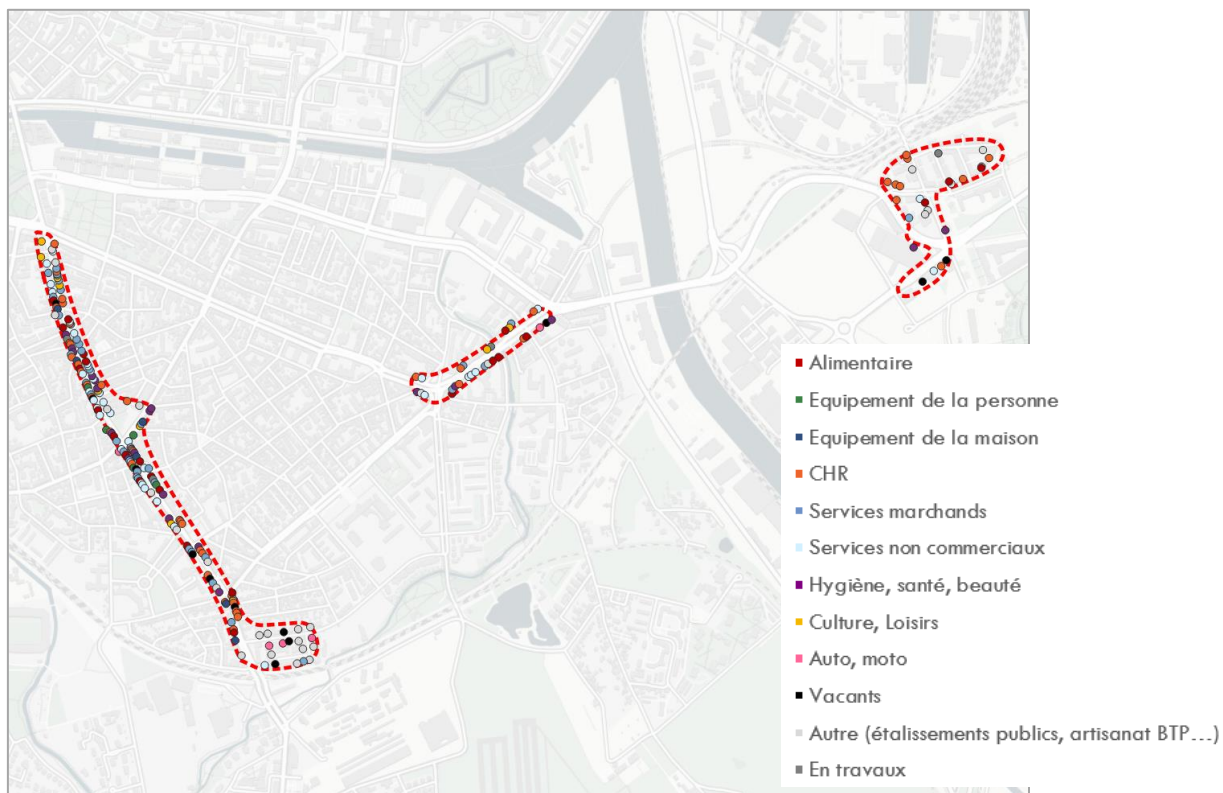 Alimentaire
Equipement de la personne
Equipement de la maison
CHR
Services marchands
Services non commerciaux
Hygiène, santé, beauté
Culture, Loisirs
Auto, moto
Vacants
Autre (étalissements publics, artisanat BTP...)
En travaux